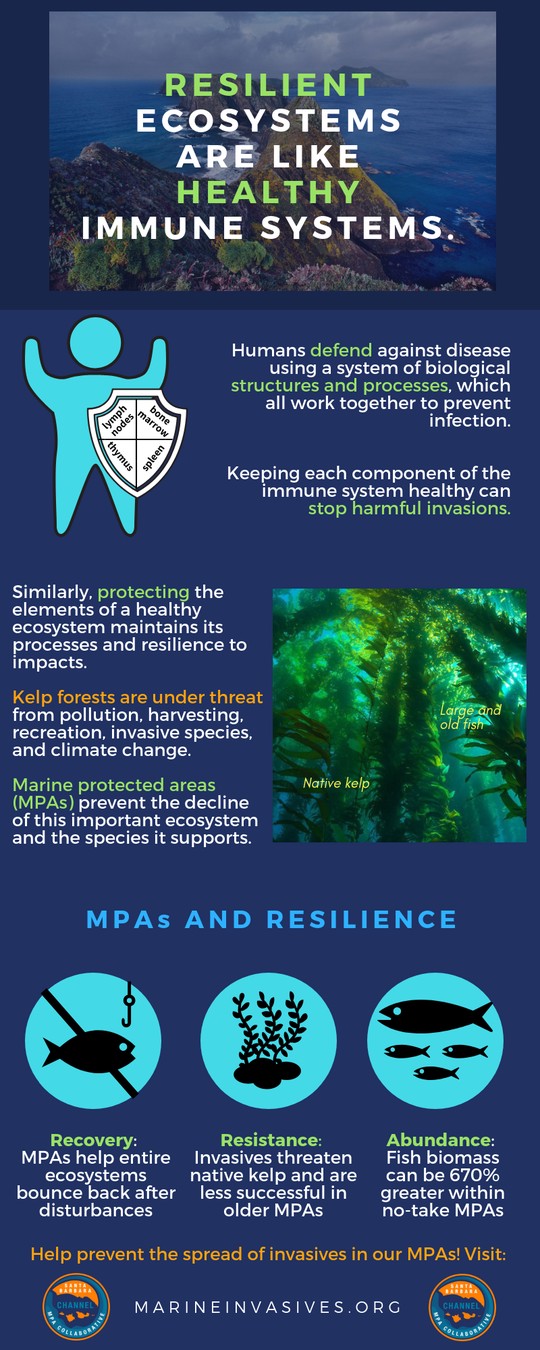 RESILIENT
ECOSYSTEMS
ARE LIKE
HEALTHY
IMMUNE SYSTEMS.
lymph
nodes
bone
marrow
thymus
spleen
Humans defend against disease
using a system of biological
structures and processes, which
all work together to prevent
infection.
Keeping each component of the
immune system healthy can
stop harmful invasions.
Similarly, protecting the
elements of a healthy
ecosystem maintains its
processes and resilience to
impacts.
Kelp forests are under threat
from pollution, harvesting,
recreation, invasive species,
and climate change.
Marine protected areas
(MPAs) prevent the decline
of this important ecosystem
and the species it supports.
Large and
old fish
Native kelp
MPAs AND RESILIENCE
Recovery:
MPAs help entire
ecosystems
bounce back after
disturbances
Resistance:
Invasives threaten
native kelp and are
less successful in
older MPAs
Abundance:
Fish biomass
can be 670%
greater within
no-take MPAs
Help prevent the spread of invasives in our MPAs! Visit:
SANTA
BARBARA
CHANNEL
MPA COLLABORATIVE
MARINEINVASIVES.ORG
SANTA
BARBARA
CHANNEL
MPA COLLABORATIVE